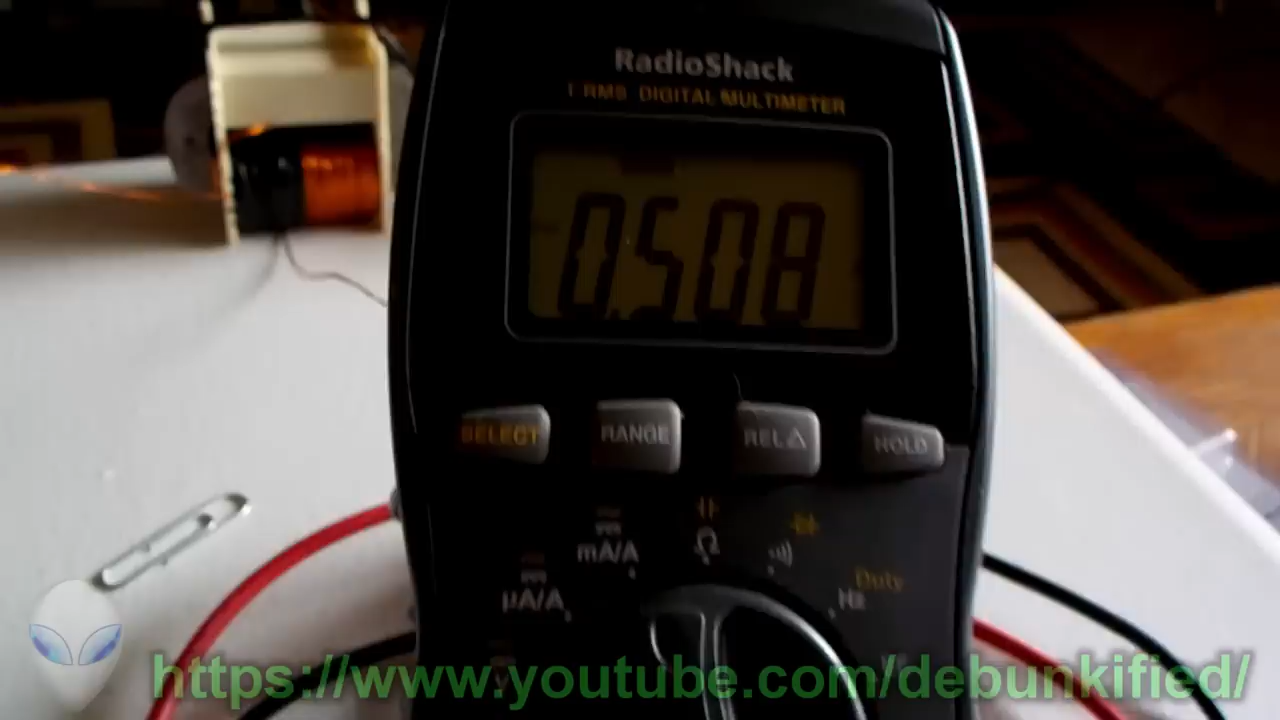 RadioShack
T RMS DIGITAL MULTIMETER
0.508
SELECT RANGE REL△ HOLD
mA/A Ω
µA/A Hz Duty
https://www.youtube.com/debunkified/